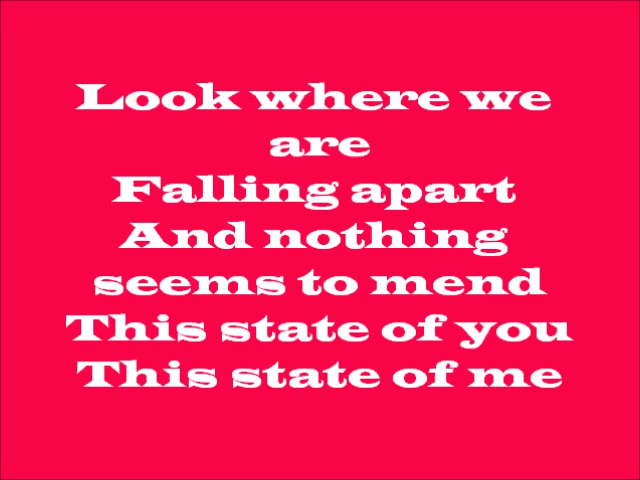 Look where we
are
Falling apart
And nothing
seems to mend
This state of you
This state of me